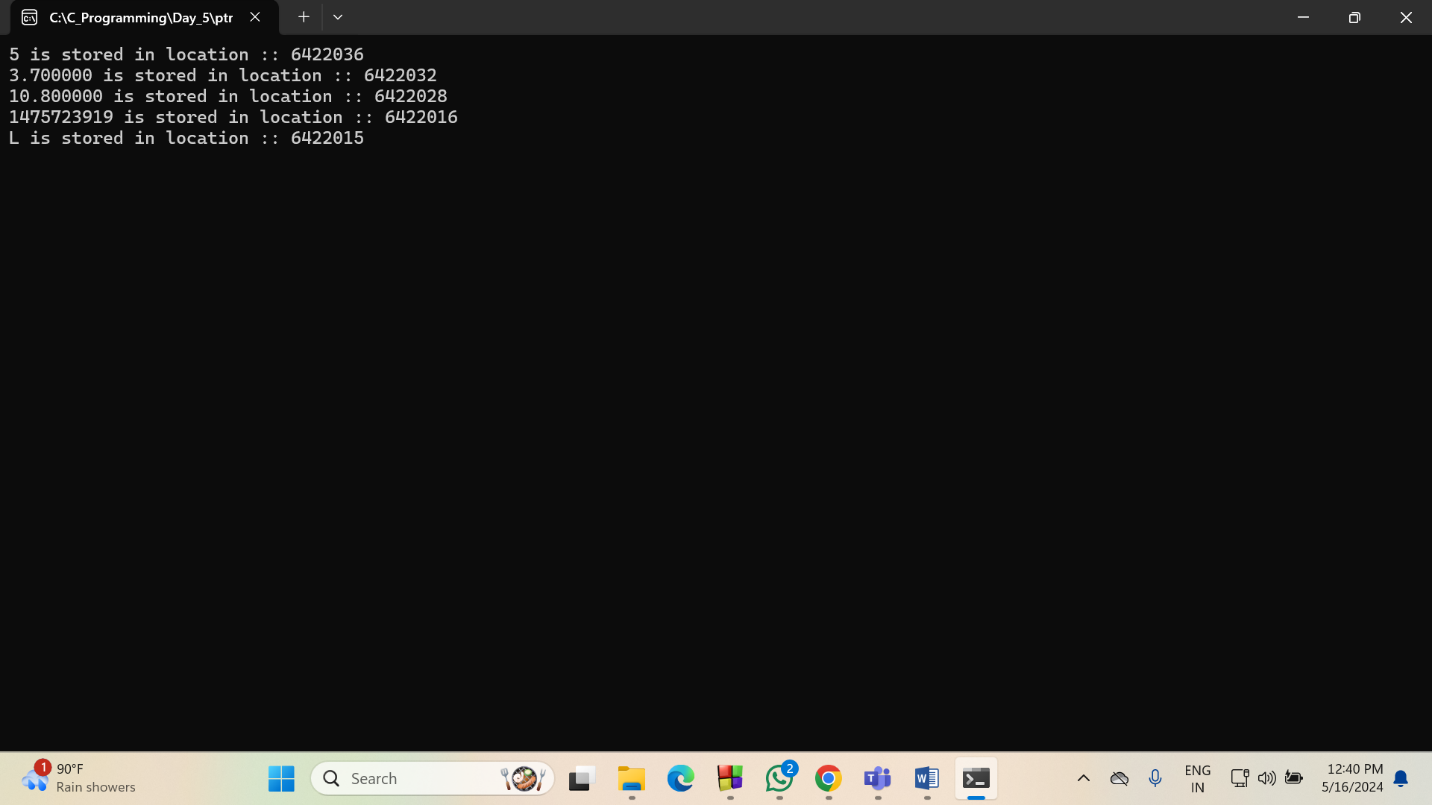 C:\C_Programming\Day_5\ptr
5 is stored in location :: 6422036
3.700000 is stored in location :: 6422032
10.800000 is stored in location :: 6422028
1475723919 is stored in location :: 6422016
L is stored in location :: 6422015
1
90°F
Rain showers
Search
2
ENG
IN
12:40 PM
5/16/2024